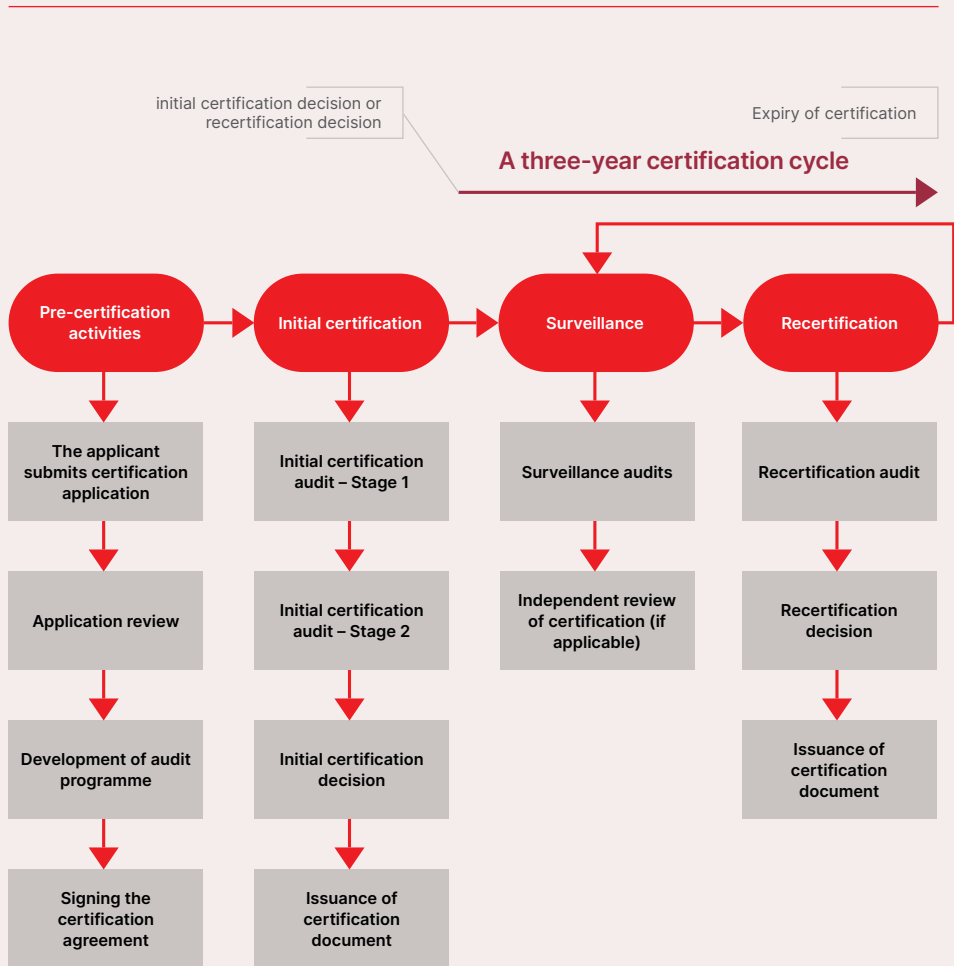 initial certification decision or
recertification decision
Expiry of certification
A three-year certification cycle
Pre-certification
activities
Initial certification
Surveillance
Recertification
The applicant
submits certification
application
Initial certification
audit – Stage 1
Surveillance audits
Recertification audit
Application review
Initial certification
audit – Stage 2
Independent review
of certification (if
applicable)
Recertification
decision
Development of audit
programme
Initial certification
decision
Issuance of
certification
document
Signing the
certification
agreement
Issuance of
certification
document